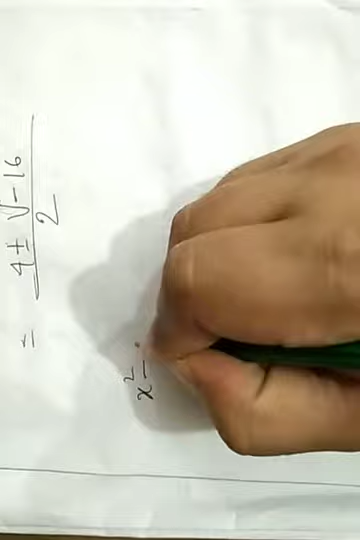 = 4 ± √-16 / 2
x² -